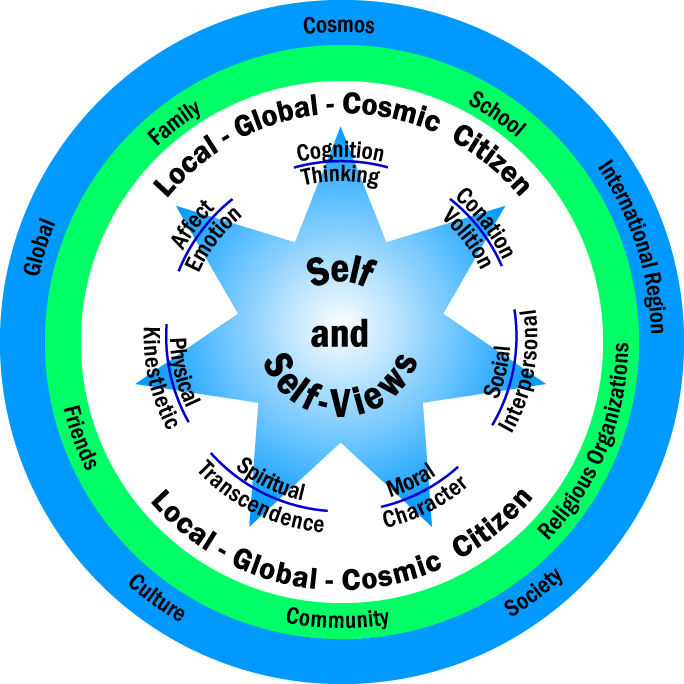 Cosmos
International Region
Society
Culture
Global
Family
School
Religious Organizations
Community
Friends
Local - Global - Cosmic Citizen
Cognition
Thinking
Conation
Volition
Social
Interpersonal
Moral
Character
Spiritual
Transcendence
Physical
Kinesthetic
Affect
Emotion
Self
and
Self-Views
Local - Global - Cosmic Citizen